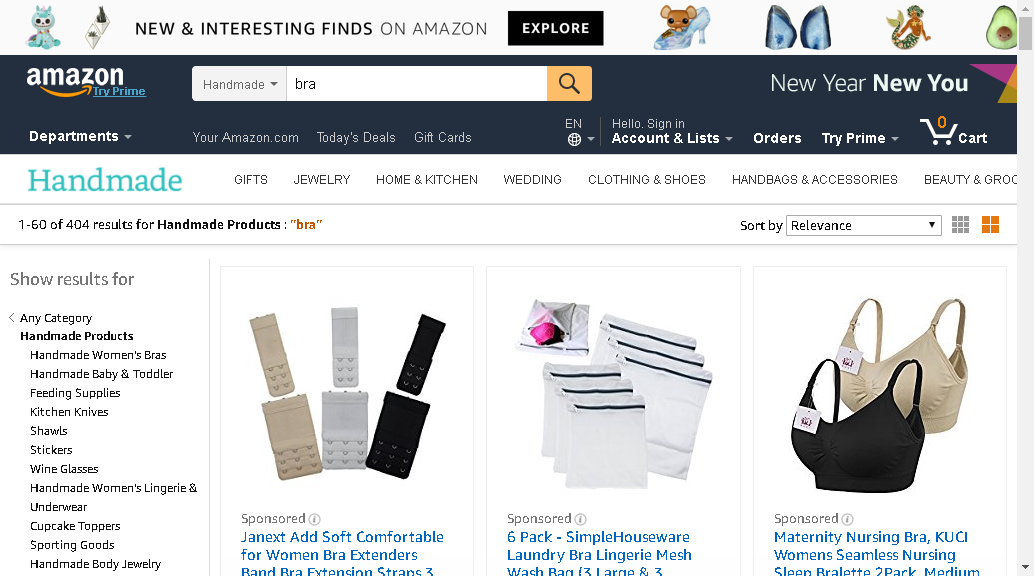 NEW & INTERESTING FINDS ON AMAZON
EXPLORE
amazon
Try Prime
Handmade
bra
New Year New You
Departments
Your Amazon.com
Today's Deals
Gift Cards
EN
Hello. Sign in
Account & Lists
Orders
Try Prime
0
Cart
Handmade
GIFTS
JEWELRY
HOME & KITCHEN
WEDDING
CLOTHING & SHOES
HANDBAGS & ACCESSORIES
BEAUTY & GROO
1-60 of 404 results for Handmade Products : "bra"
Sort by
Relevance
Show results for
Any Category
Handmade Products
Handmade Women's Bras
Handmade Baby & Toddler
Feeding Supplies
Kitchen Knives
Shawls
Stickers
Wine Glasses
Handmade Women's Lingerie &
Underwear
Cupcake Toppers
Sporting Goods
Handmade Body Jewelry
Sponsored
Janext Add Soft Comfortable
for Women Bra Extenders
Band Bra Extension Straps 3
Sponsored
6 Pack - SimpleHouseware
Laundry Bra Lingerie Mesh
Wash Bag (3 Large & 3
Sponsored
Maternity Nursing Bra, KUCI
Womens Seamless Nursing
Sleep Bralette 2Pack, Medium